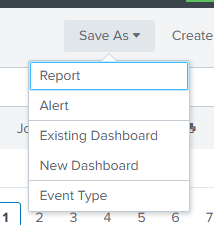 Save As ▾ Create
Report
Alert
Existing Dashboard
New Dashboard
Event Type
1 2 3 4 5 6 7